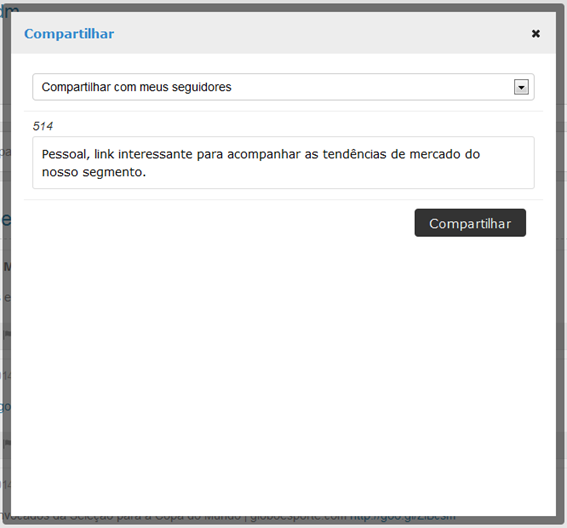 dm
Compartilhar
Compartilhar com meus seguidores
514
Pessoal, link interessante para acompanhar as tendências de mercado do
nosso segmento.
Compartilhar